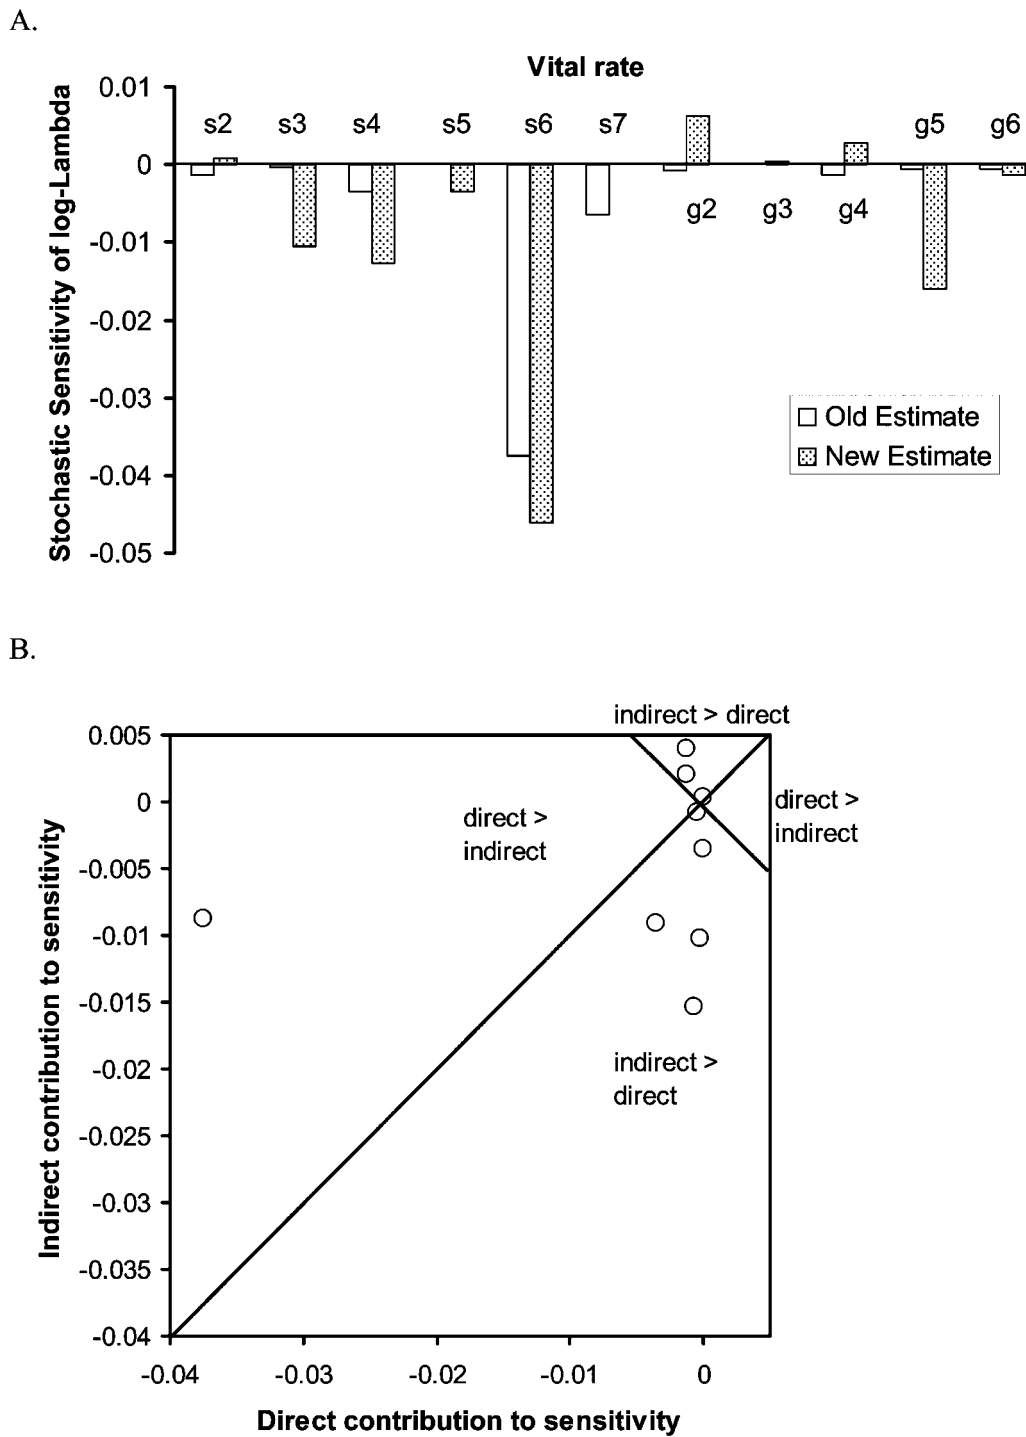 A.
Vital rate
Stochastic Sensitivity of log-Lambda
0.01
0
-0.01
-0.02
-0.03
-0.04
-0.05
s2 s3 s4 s5 s6 s7 g5 g6
g2 g3 g4
Old Estimate
New Estimate
B.
indirect > direct
Indirect contribution to sensitivity
0.005
0
-0.005
-0.01
-0.015
-0.02
-0.025
-0.03
-0.035
-0.04
direct >
indirect
direct >
indirect
indirect >
direct
-0.04 -0.03 -0.02 -0.01 0
Direct contribution to sensitivity